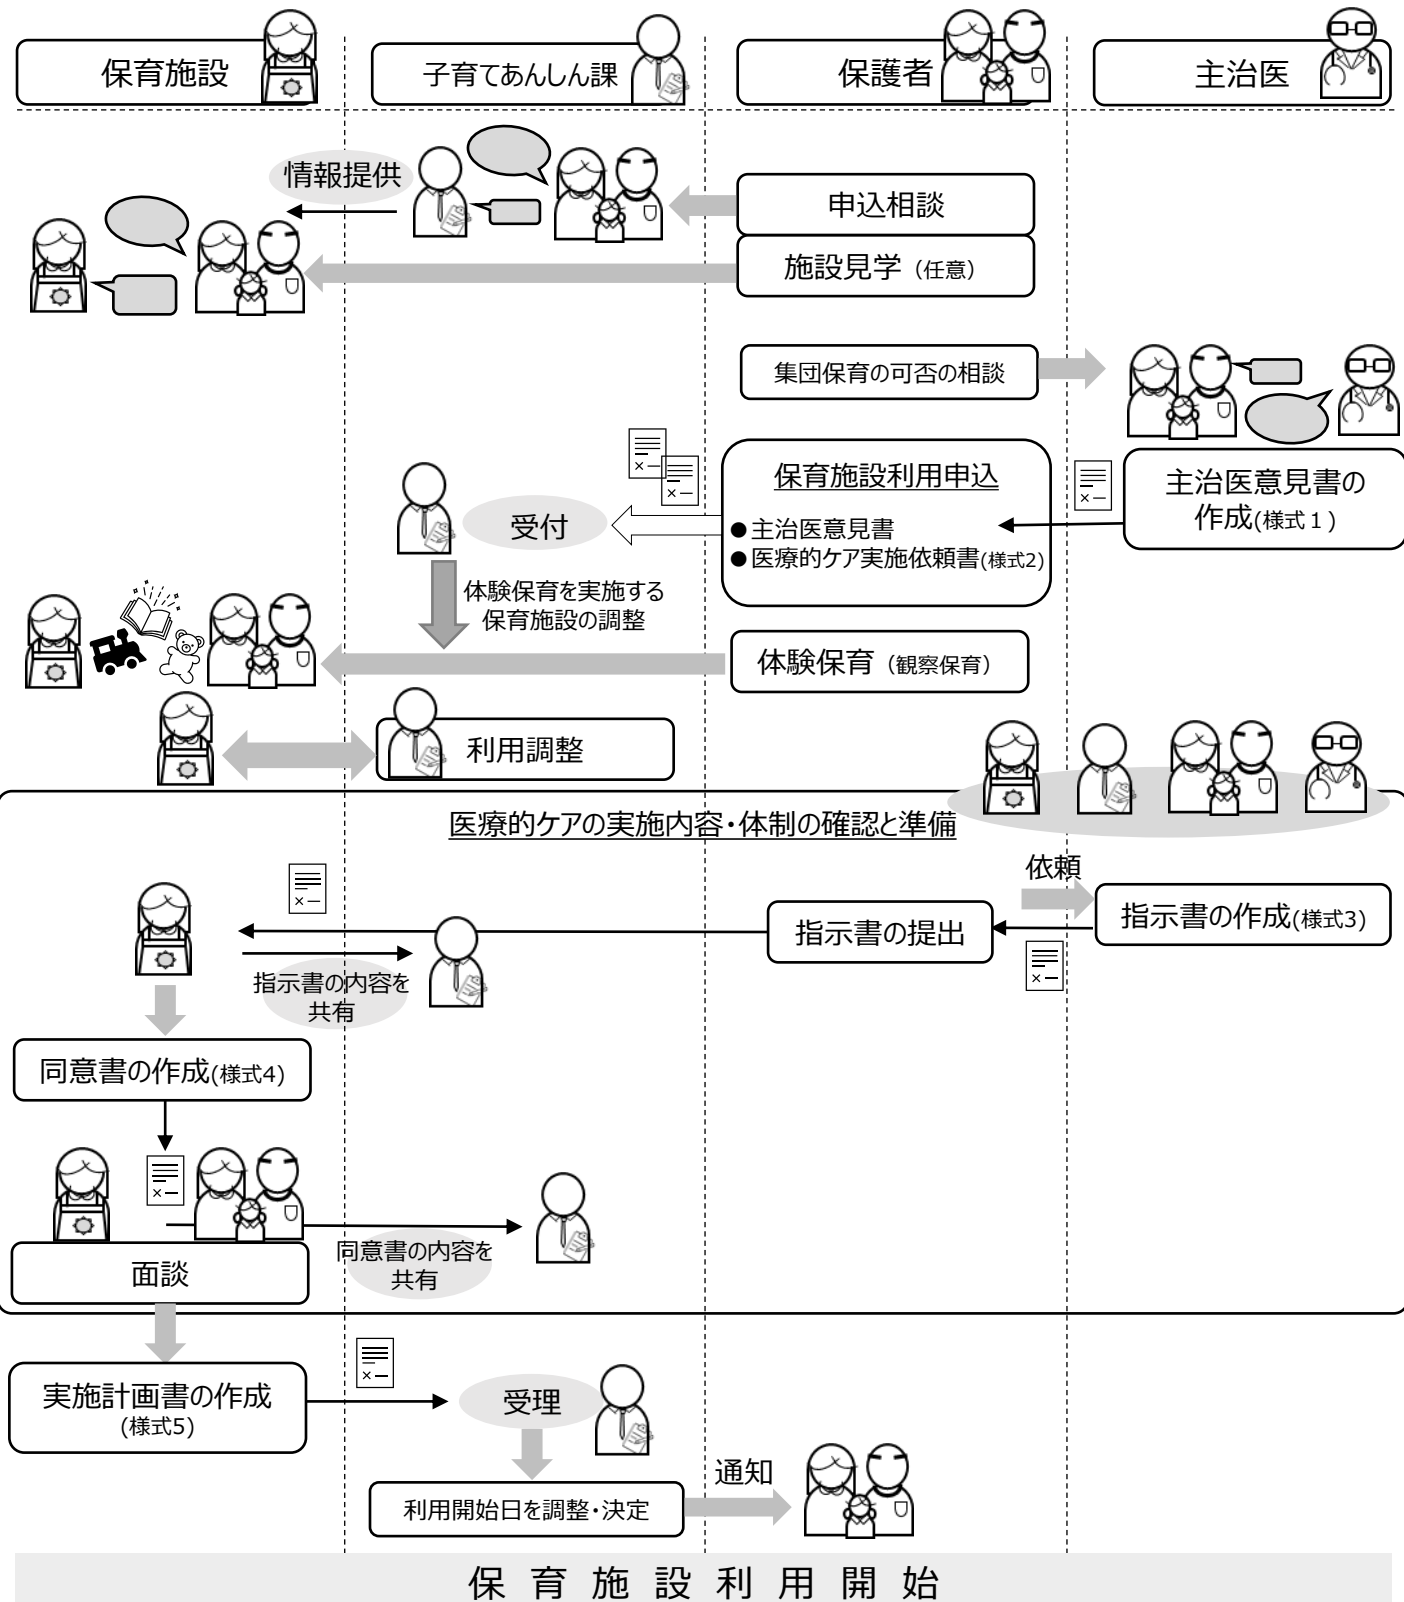 保育施設
子育てあんしん課
保護者
主治医
情報提供
申込相談
施設見学（任意）
集団保育の可否の相談
保育施設利用申込
●主治医意見書
●医療的ケア実施依頼書(様式2)
主治医意見書の
作成(様式１)
受付
体験保育を実施する
保育施設の調整
体験保育（観察保育）
利用調整
医療的ケアの実施内容・体制の確認と準備
依頼
指示書の作成(様式3)
指示書の提出
指示書の内容を
共有
同意書の作成(様式4)
同意書の内容を
共有
面談
実施計画書の作成
(様式5)
受理
利用開始日を調整・決定
通知
保育施設利用開始